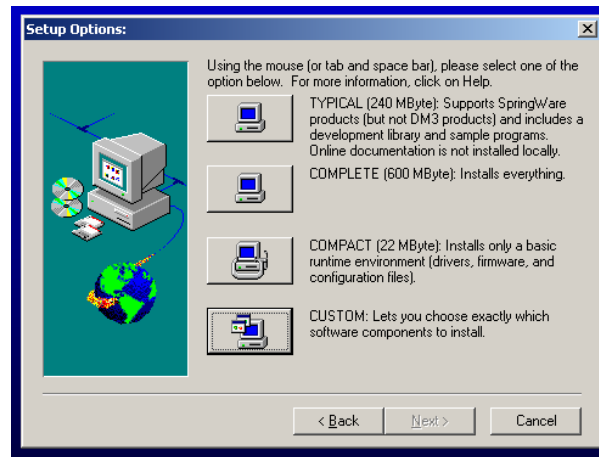 Setup Options:
Using the mouse (or tab and space bar), please select one of the
option below.  For more information, click on Help.
TYPICAL (240 MByte): Supports SpringWare
products (but not DM3 products) and includes a
development library and sample programs.
Online documentation is not installed locally.
COMPLETE (600 MByte): Installs everything.
COMPACT (22 MByte): Installs only a basic
runtime environment (drivers, firmware, and
configuration files).
CUSTOM: Lets you choose exactly which
software components to install.
< Back
Next >
Cancel